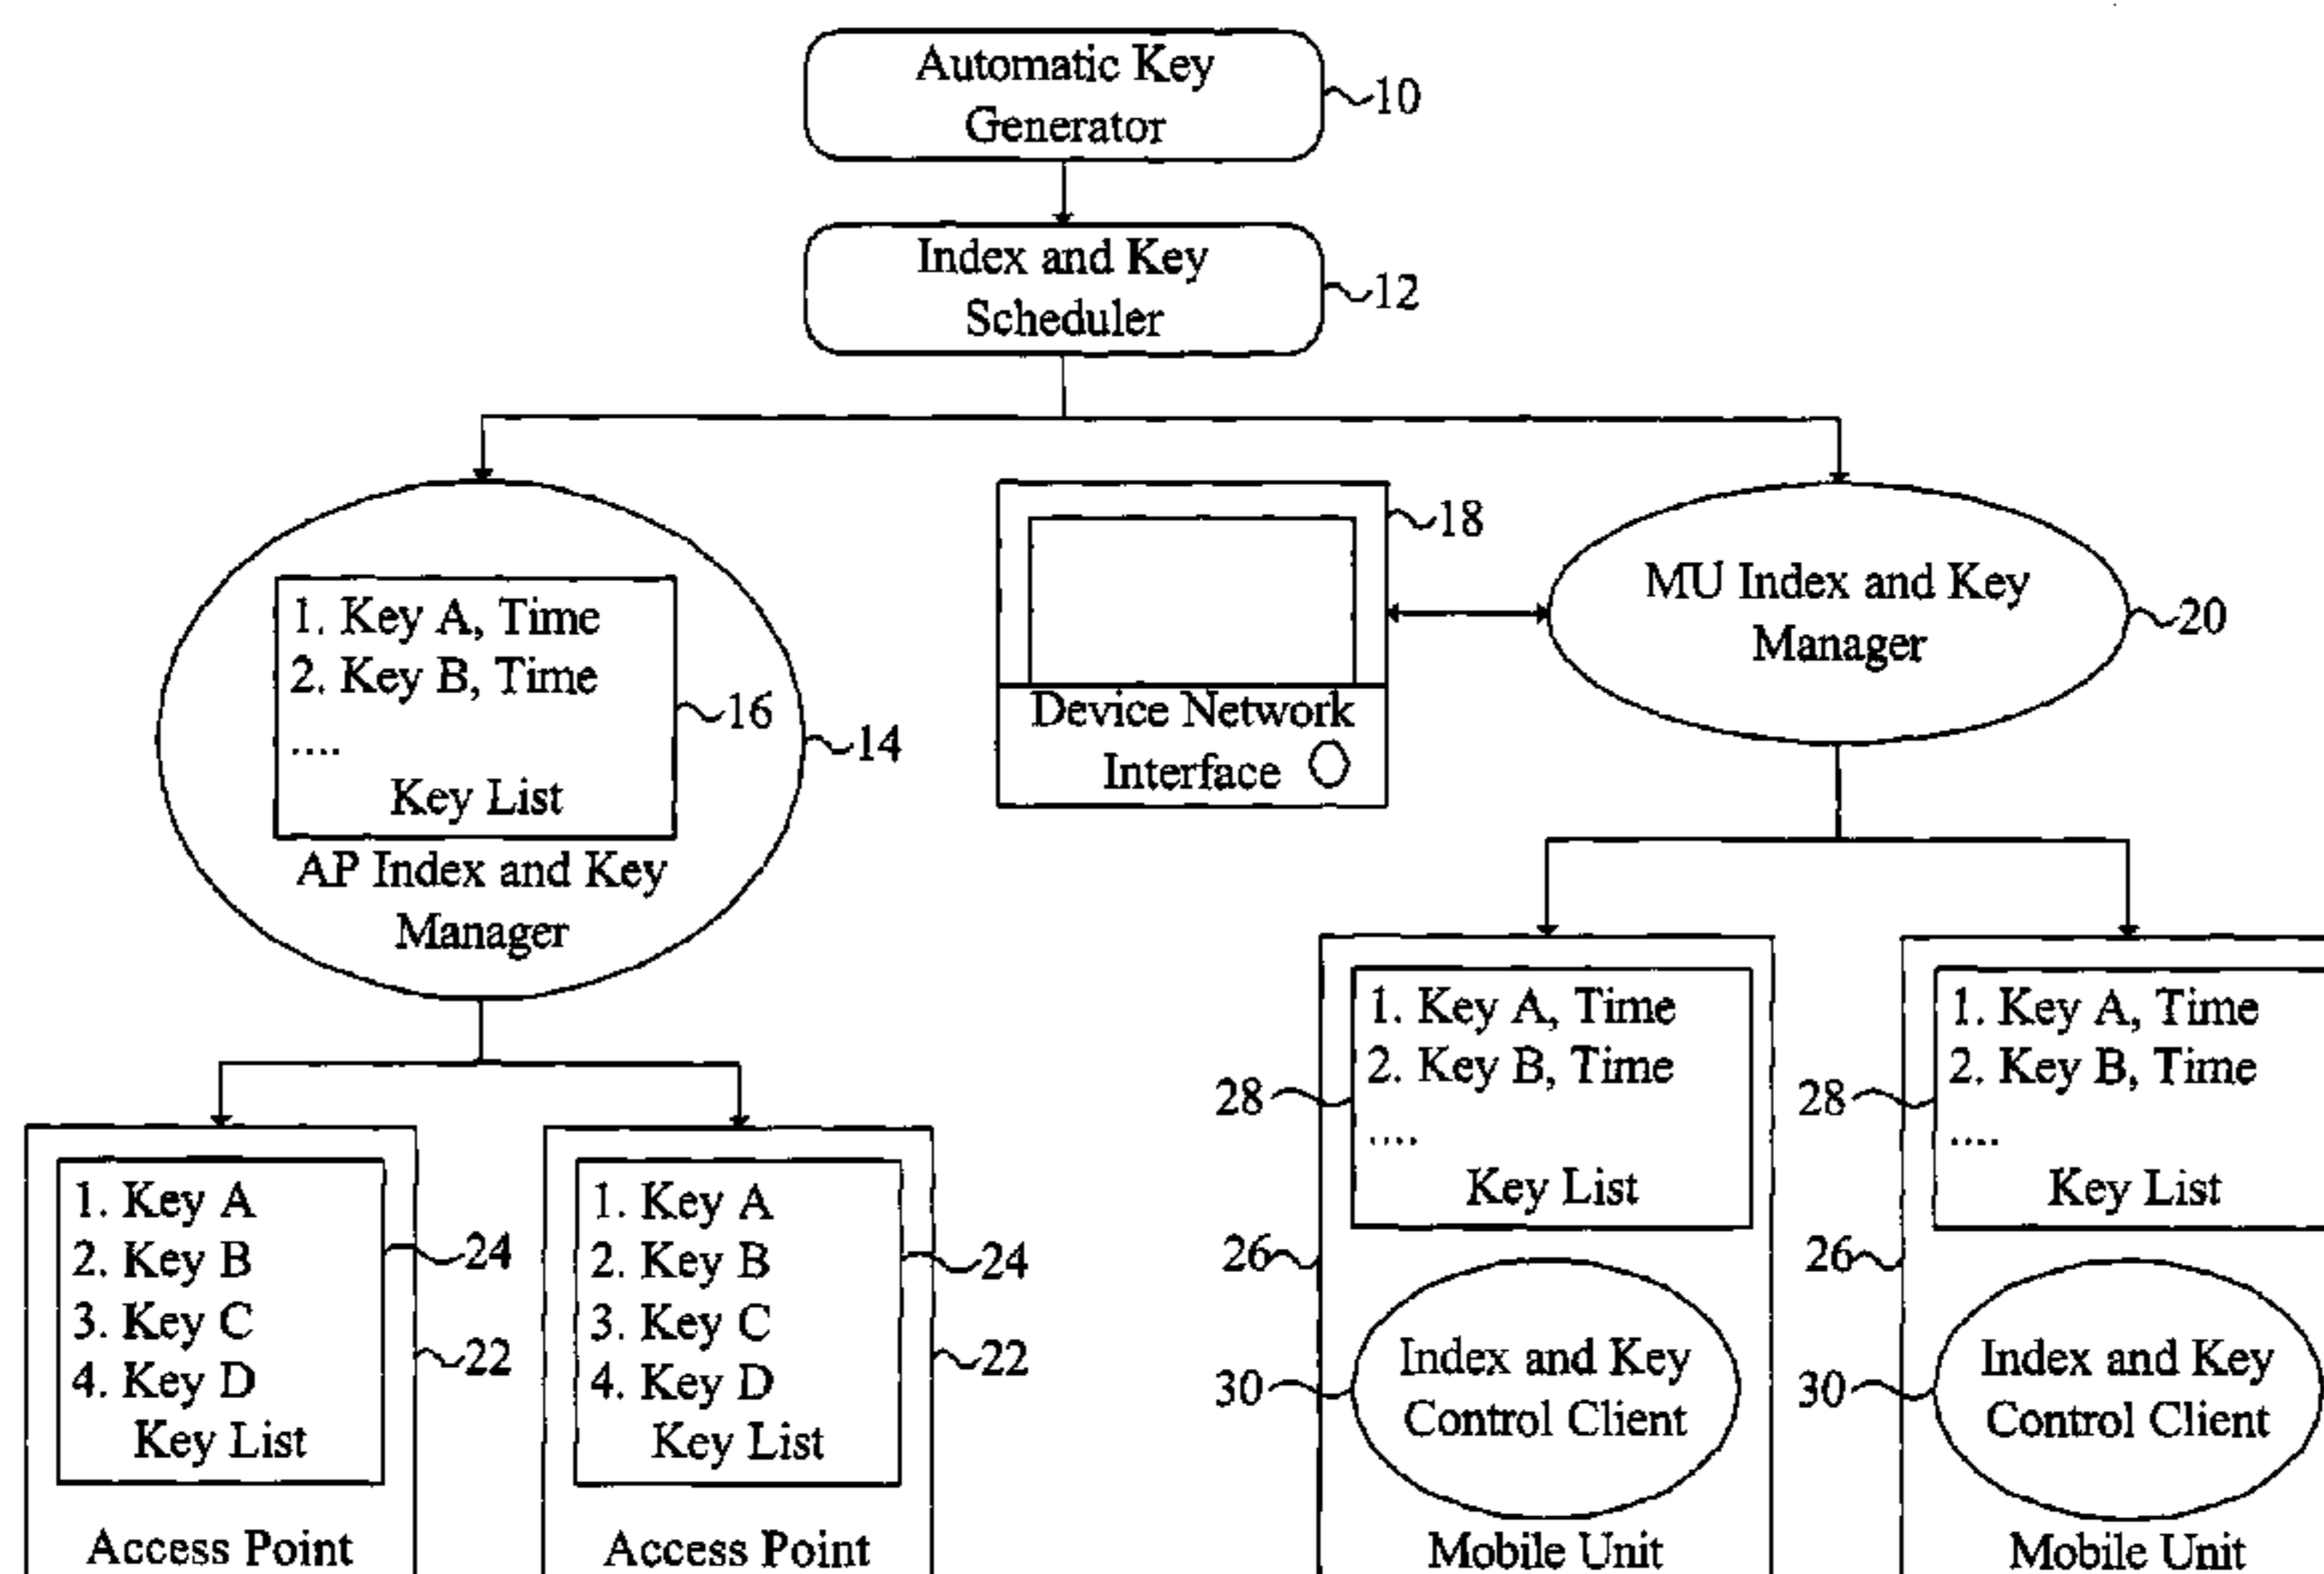 Automatic Key
Generator
10
Index and Key
Scheduler
12
1. Key A, Time
2. Key B, Time
....
Key List
16
AP Index and Key
Manager
14
18
Device Network
Interface
MU Index and Key
Manager
20
1. Key A
2. Key B
3. Key C
4. Key D
Key List
24
22
Access Point
1. Key A
2. Key B
3. Key C
4. Key D
Key List
24
22
Access Point
1. Key A, Time
2. Key B, Time
....
Key List
28
26
Index and Key
Control Client
30
Mobile Unit
1. Key A, Time
2. Key B, Time
....
Key List
28
26
Index and Key
Control Client
30
Mobile Unit